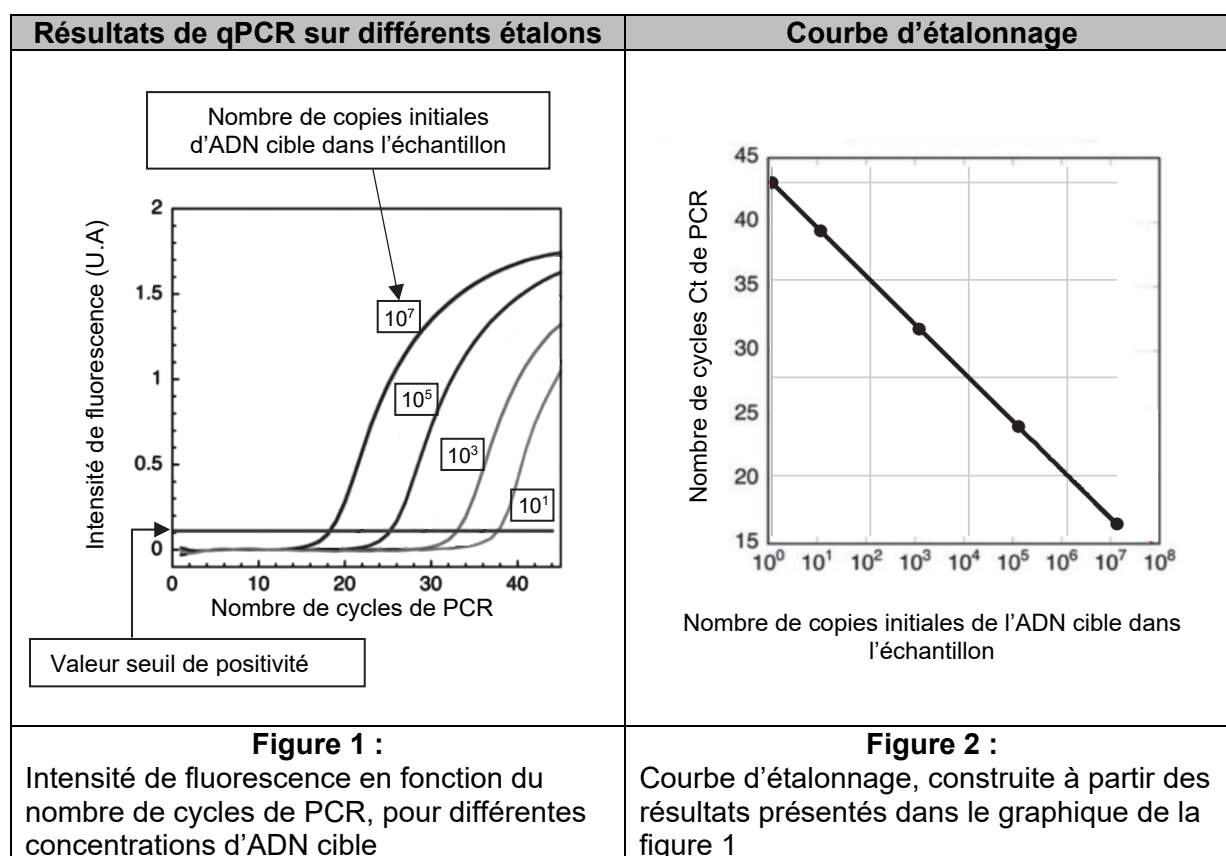 Résultats de qPCR sur différents étalons
Courbe d’étalonnage
Nombre de copies initiales
d’ADN cible dans l’échantillon
Intensité de fluorescence (U.A)
2
1.5
1
0.5
0
10⁷
10⁵
10³
10¹
0
10
20
30
40
Nombre de cycles de PCR
Valeur seuil de positivité
Nombre de cycles Ct de PCR
45
40
35
30
25
20
15
10⁰ 10¹ 10² 10³ 10⁴ 10⁵ 10⁶ 10⁷ 10⁸
Nombre de copies initiales de l’ADN cible dans
l’échantillon
Figure 1 :
Intensité de fluorescence en fonction du
nombre de cycles de PCR, pour différentes
concentrations d’ADN cible
Figure 2 :
Courbe d’étalonnage, construite à partir des
résultats présentés dans le graphique de la
figure 1